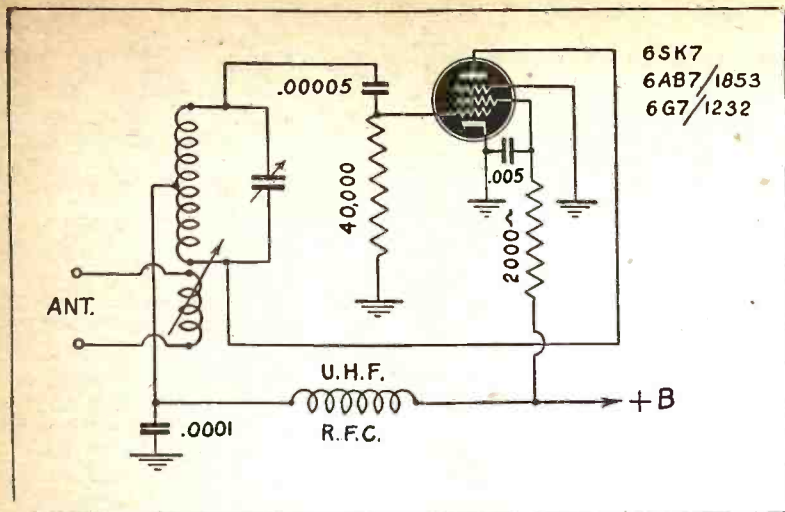 6SK7
6AB7/1853
6G7/1232
.00005
.005
40,000
2000~
ANT.
U.H.F.
R.F.C.
+B
.0001